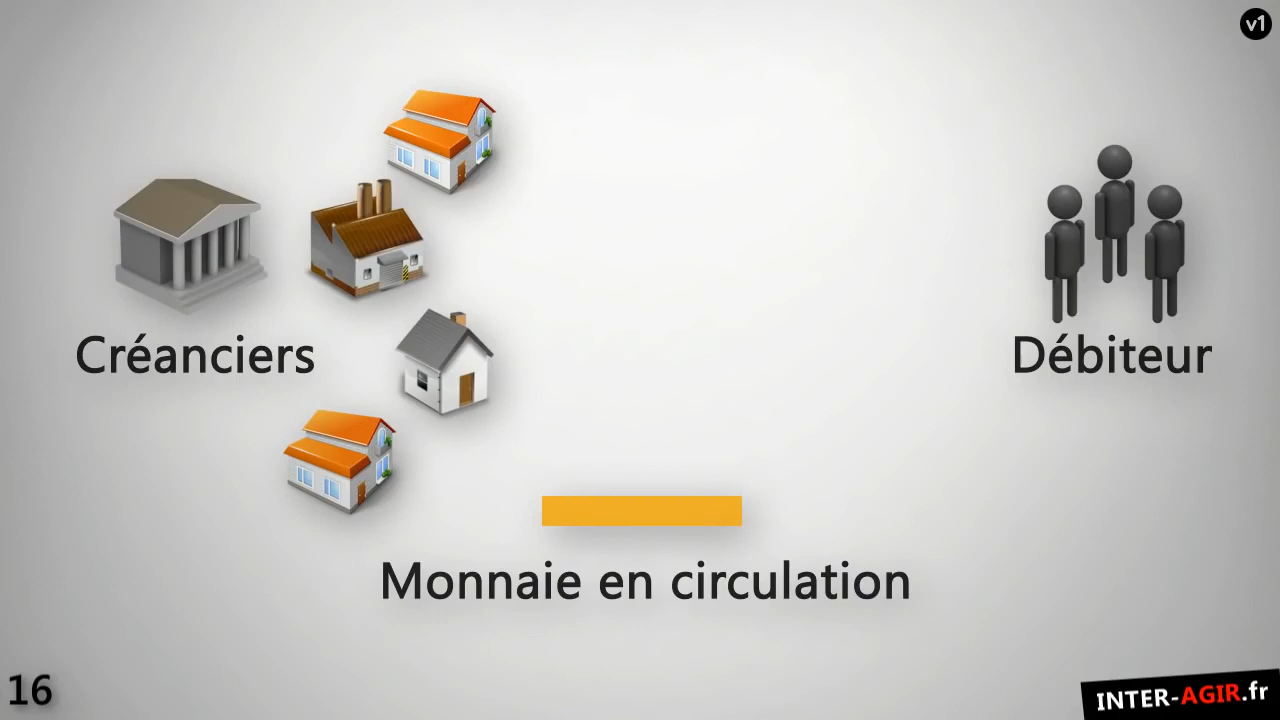 v1
Créanciers
Débiteur
Monnaie en circulation
16
INTER-AGIR.fr